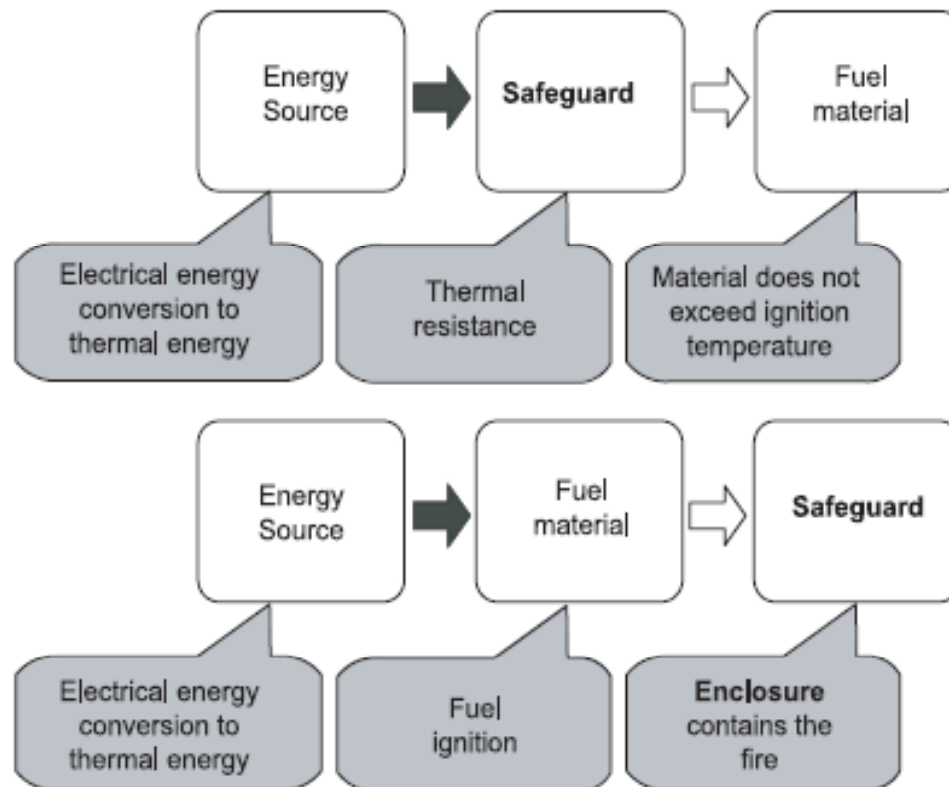 Energy
Source
Safeguard
Fuel
material
Electrical energy
conversion to
thermal energy
Thermal
resistance
Material does not
exceed ignition
temperature
Energy
Source
Fuel
material
Safeguard
Electrical energy
conversion to
thermal energy
Fuel
ignition
Enclosure
contains the
fire